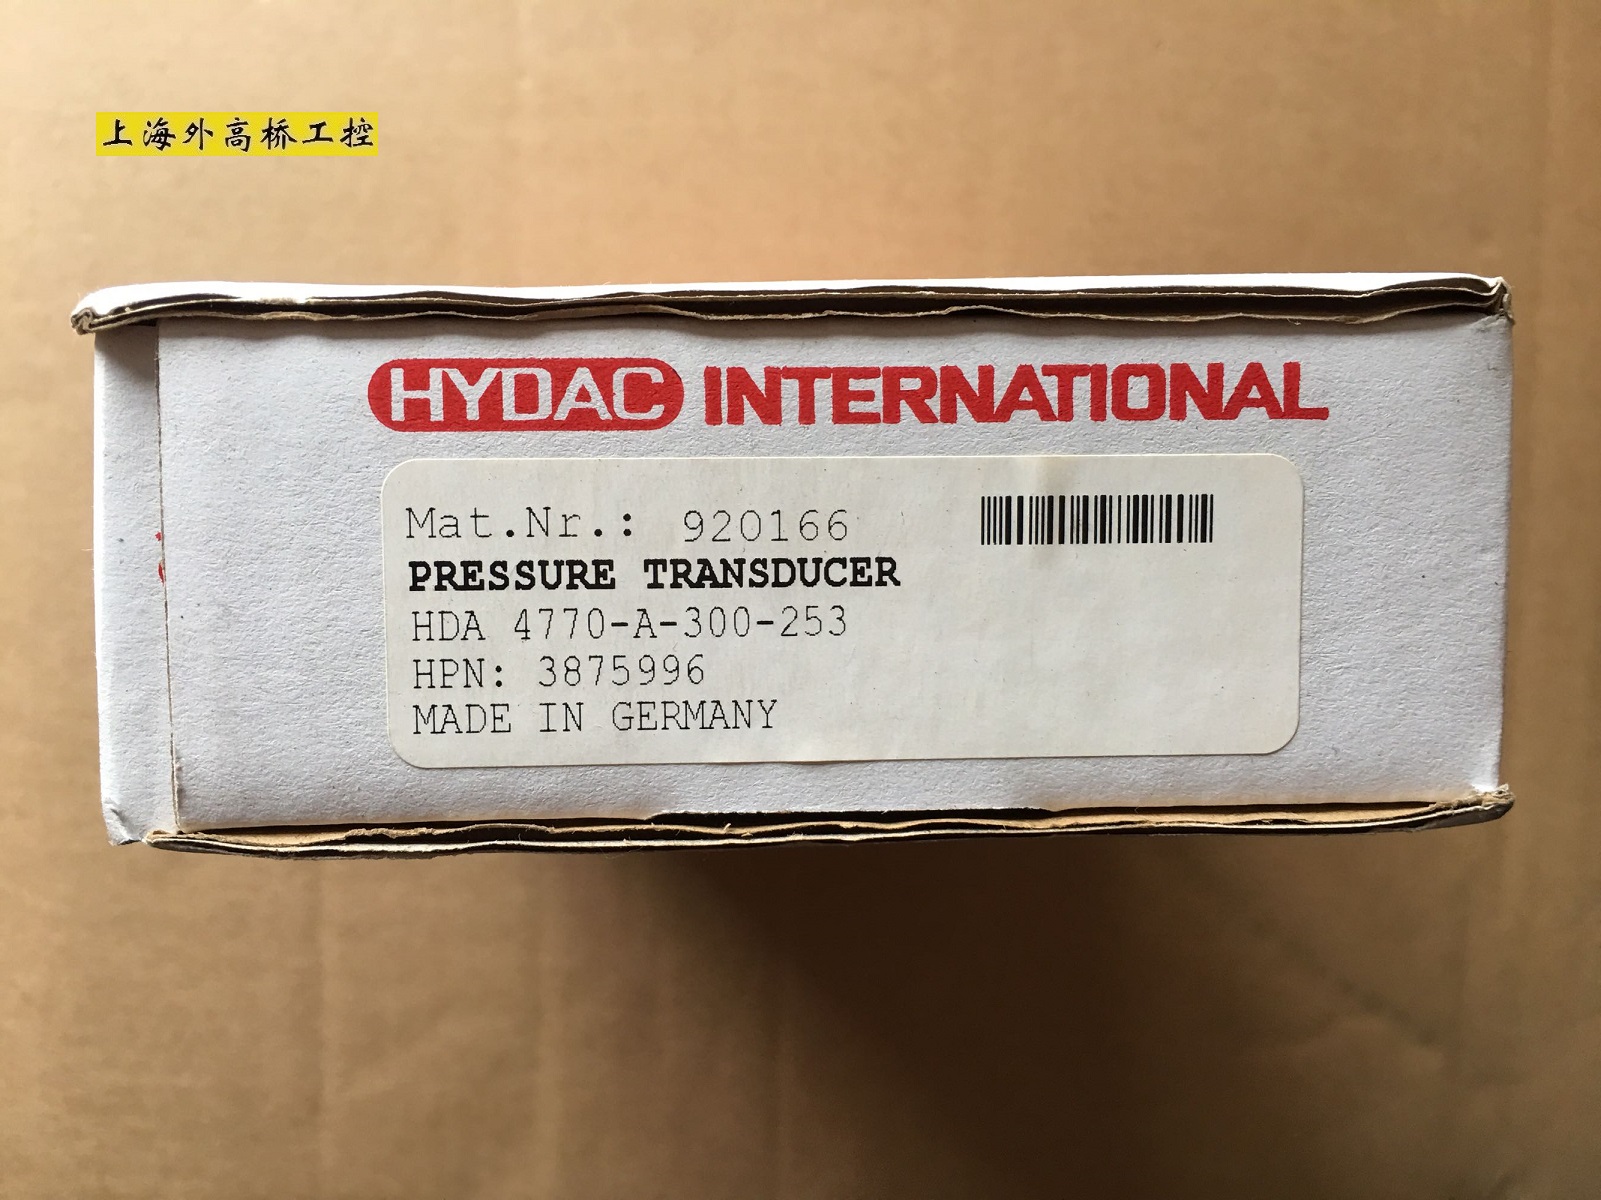 上海外高桥工控
HYDAC INTERNATIONAL
Mat.Nr.: 920166
PRESSURE TRANSDUCER
HDA 4770-A-300-253
HPN: 3875996
MADE IN GERMANY